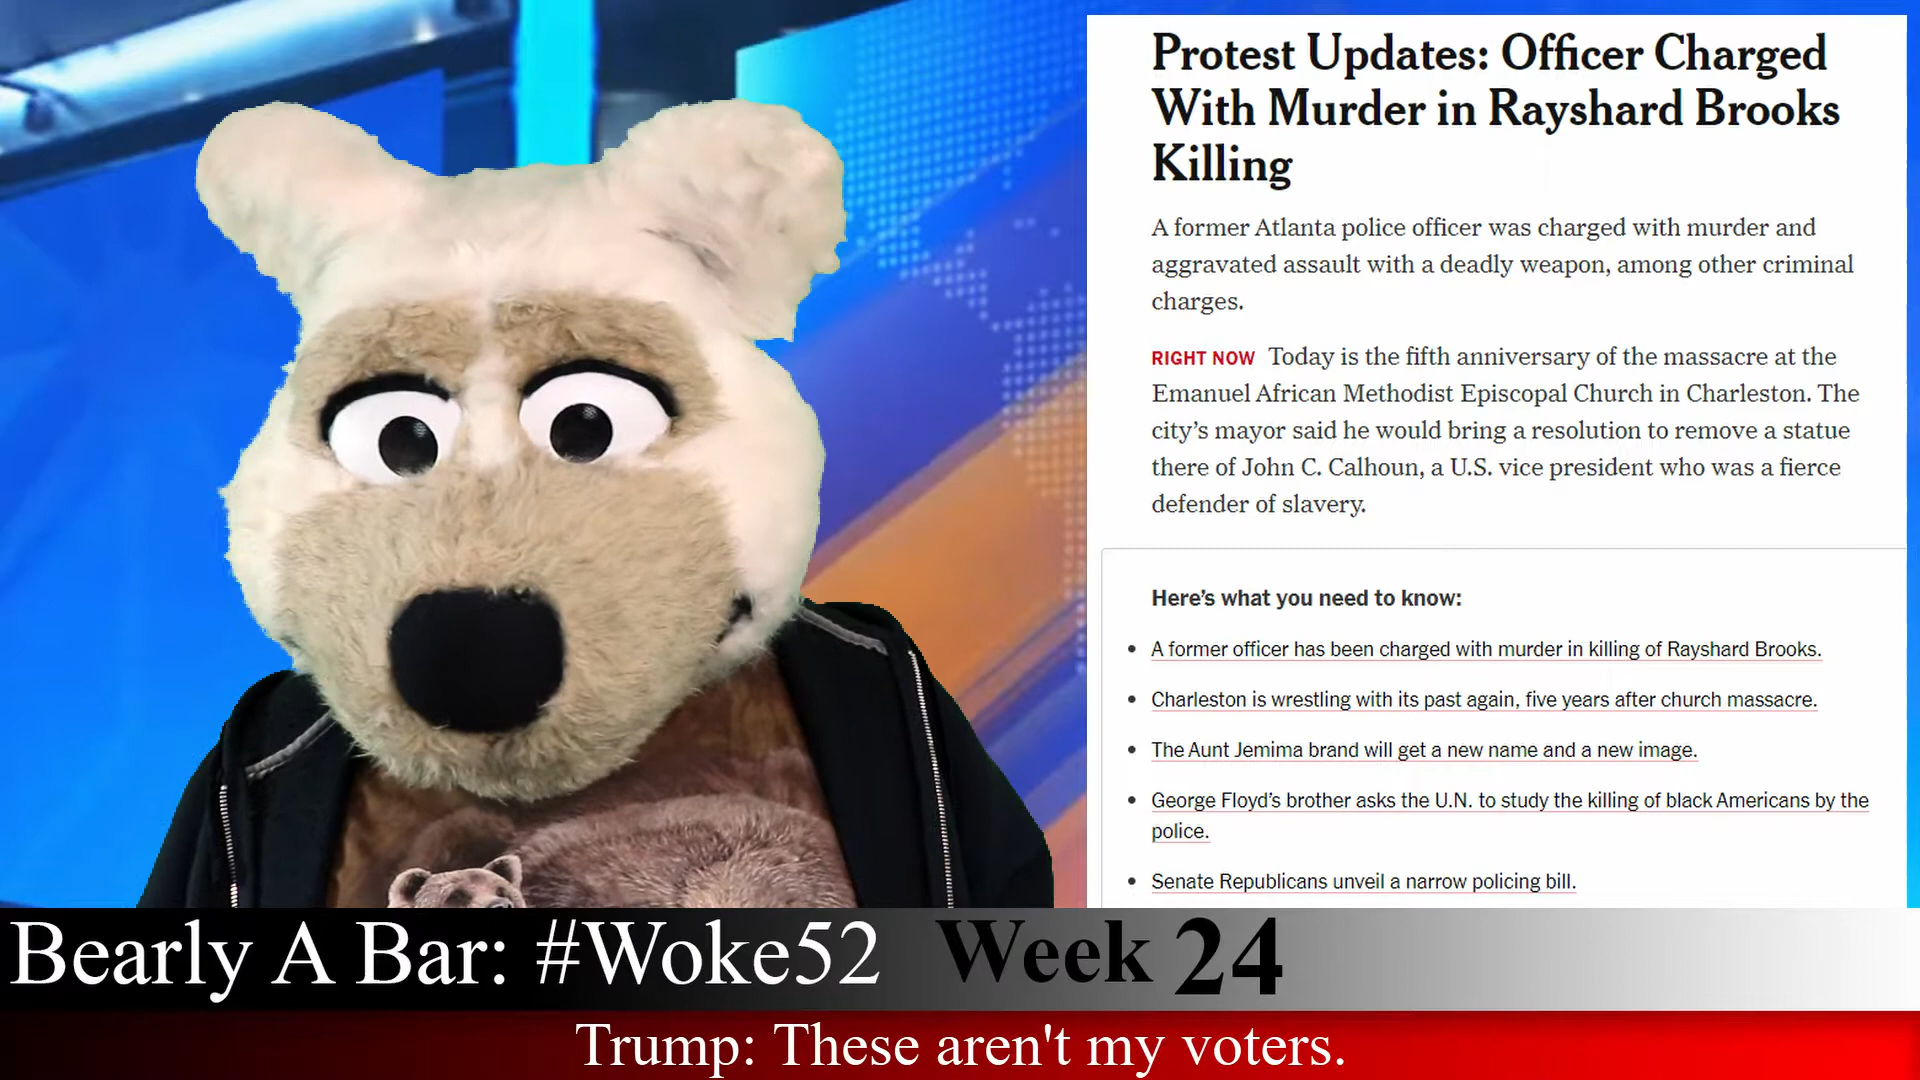 Protest Updates: Officer Charged
With Murder in Rayshard Brooks
Killing
A former Atlanta police officer was charged with murder and
aggravated assault with a deadly weapon, among other criminal
charges.
RIGHT NOW Today is the fifth anniversary of the massacre at the
Emanuel African Methodist Episcopal Church in Charleston. The
city’s mayor said he would bring a resolution to remove a statue
there of John C. Calhoun, a U.S. vice president who was a fierce
defender of slavery.
Here’s what you need to know:
• A former officer has been charged with murder in killing of Rayshard Brooks.
• Charleston is wrestling with its past again, five years after church massacre.
• The Aunt Jemima brand will get a new name and a new image.
• George Floyd’s brother asks the U.N. to study the killing of black Americans by the
police.
• Senate Republicans unveil a narrow policing bill.
Bearly A Bar: #Woke52 Week 24
Trump: These aren't my voters.